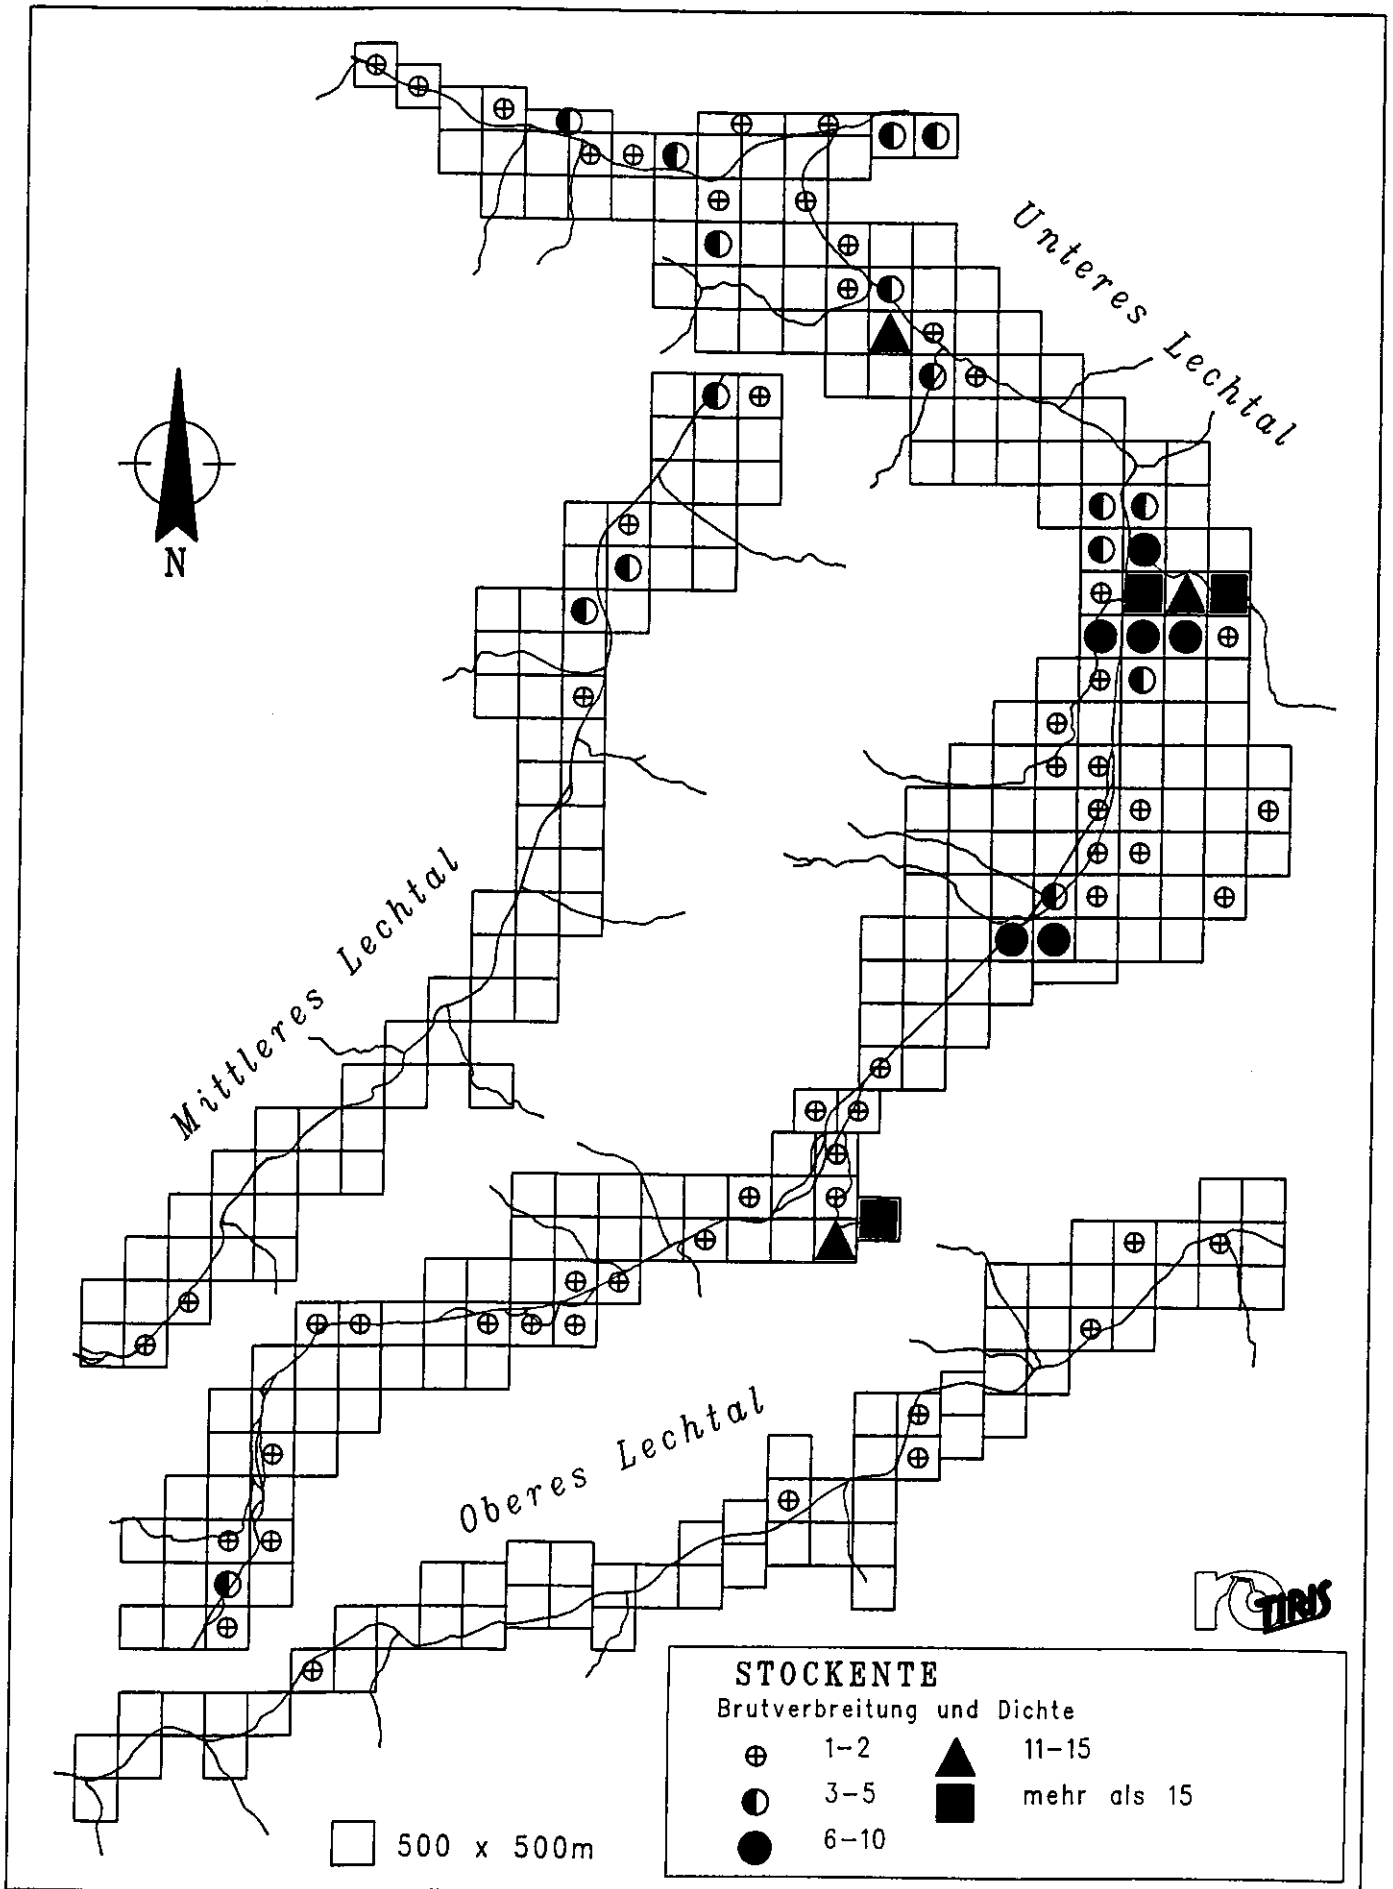 Unteres Lechtal
N
Mittleres Lechtal
Oberes Lechtal
TIRIS
STOCKENTE
Brutverbreitung und Dichte
1-2
11-15
3-5
mehr als 15
6-10
500 x 500m